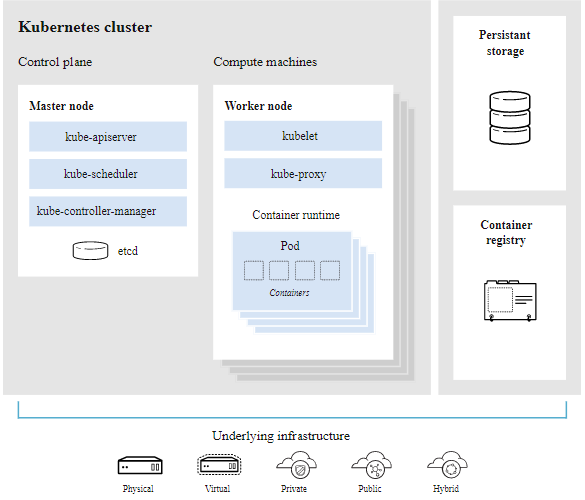 Kubernetes cluster
Control plane
Compute machines
Master node
kube-apiserver
kube-scheduler
kube-controller-manager
etcd
Worker node
kubelet
kube-proxy
Container runtime
Pod
Containers
Persistant
storage
Container
registry
Underlying infrastructure
Physical
Virtual
Private
Public
Hybrid